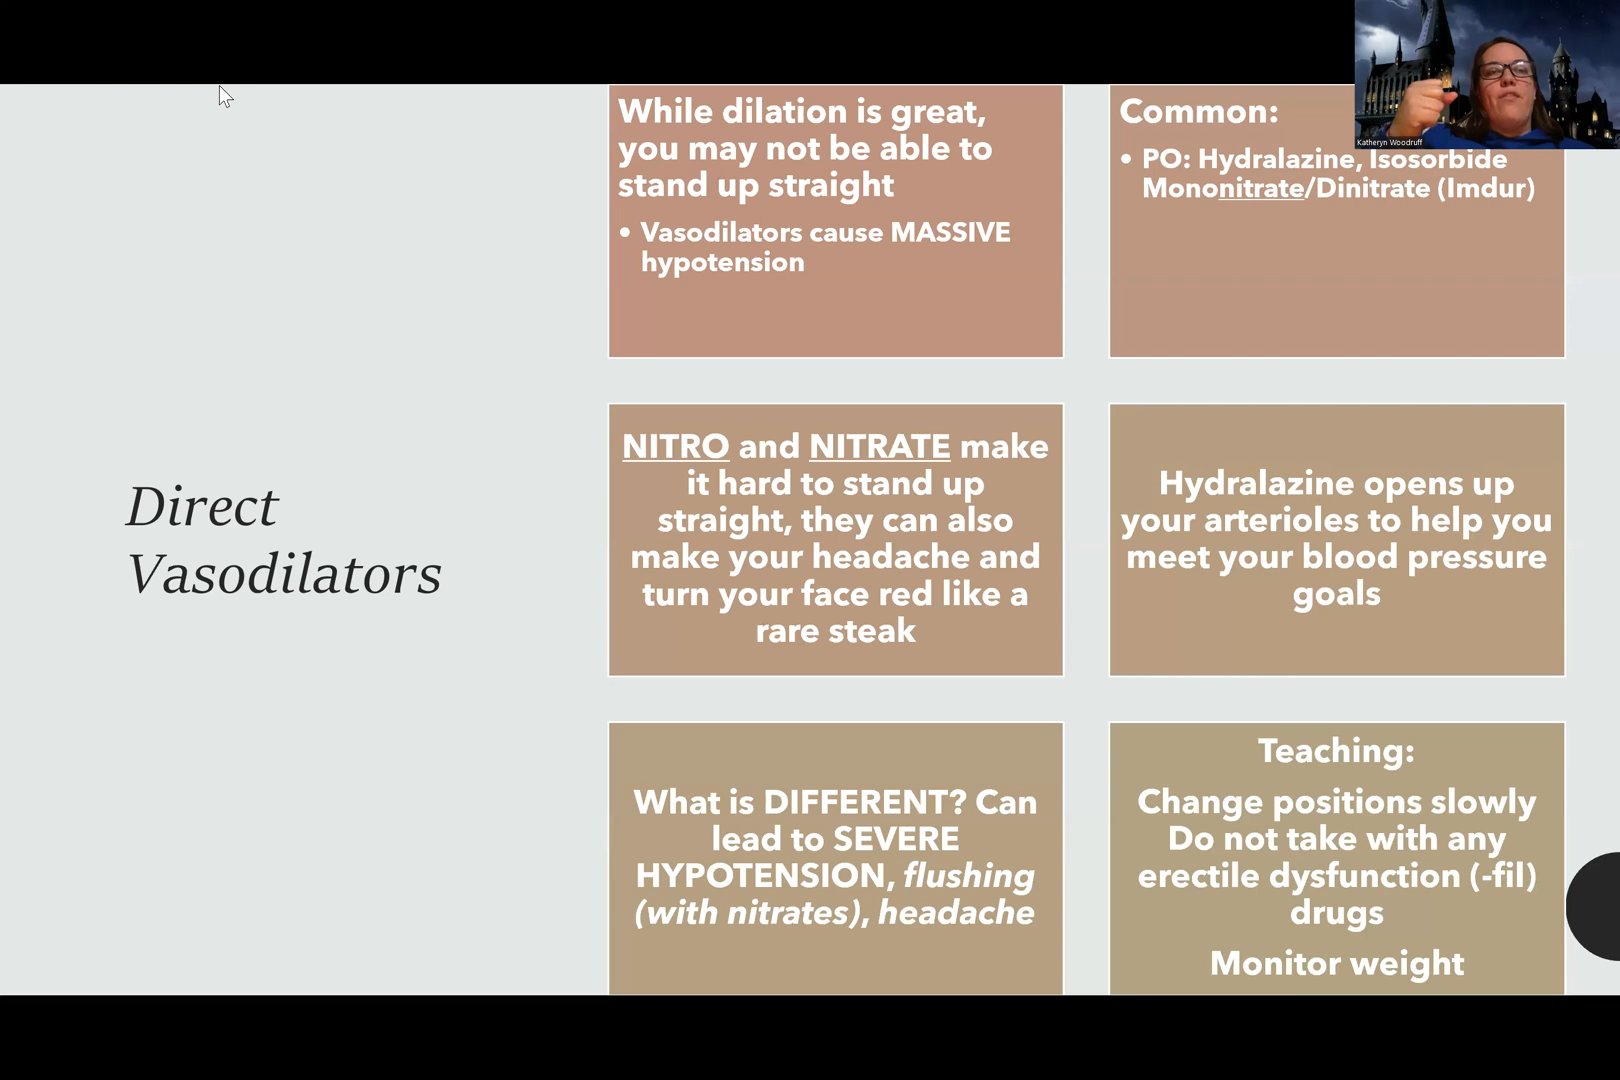 Direct
Vasodilators
While dilation is great,
you may not be able to
stand up straight
• Vasodilators cause MASSIVE
hypotension
Common:
• PO: Hydralazine, Isosorbide
Mononitrate/Dinitrate (Imdur)
NITRO and NITRATE make
it hard to stand up
straight, they can also
make your headache and
turn your face red like a
rare steak
Hydralazine opens up
your arterioles to help you
meet your blood pressure
goals
What is DIFFERENT? Can
lead to SEVERE
HYPOTENSION, flushing
(with nitrates), headache
Teaching:
Change positions slowly
Do not take with any
erectile dysfunction (-fil)
drugs
Monitor weight
Katheryn Woodruff